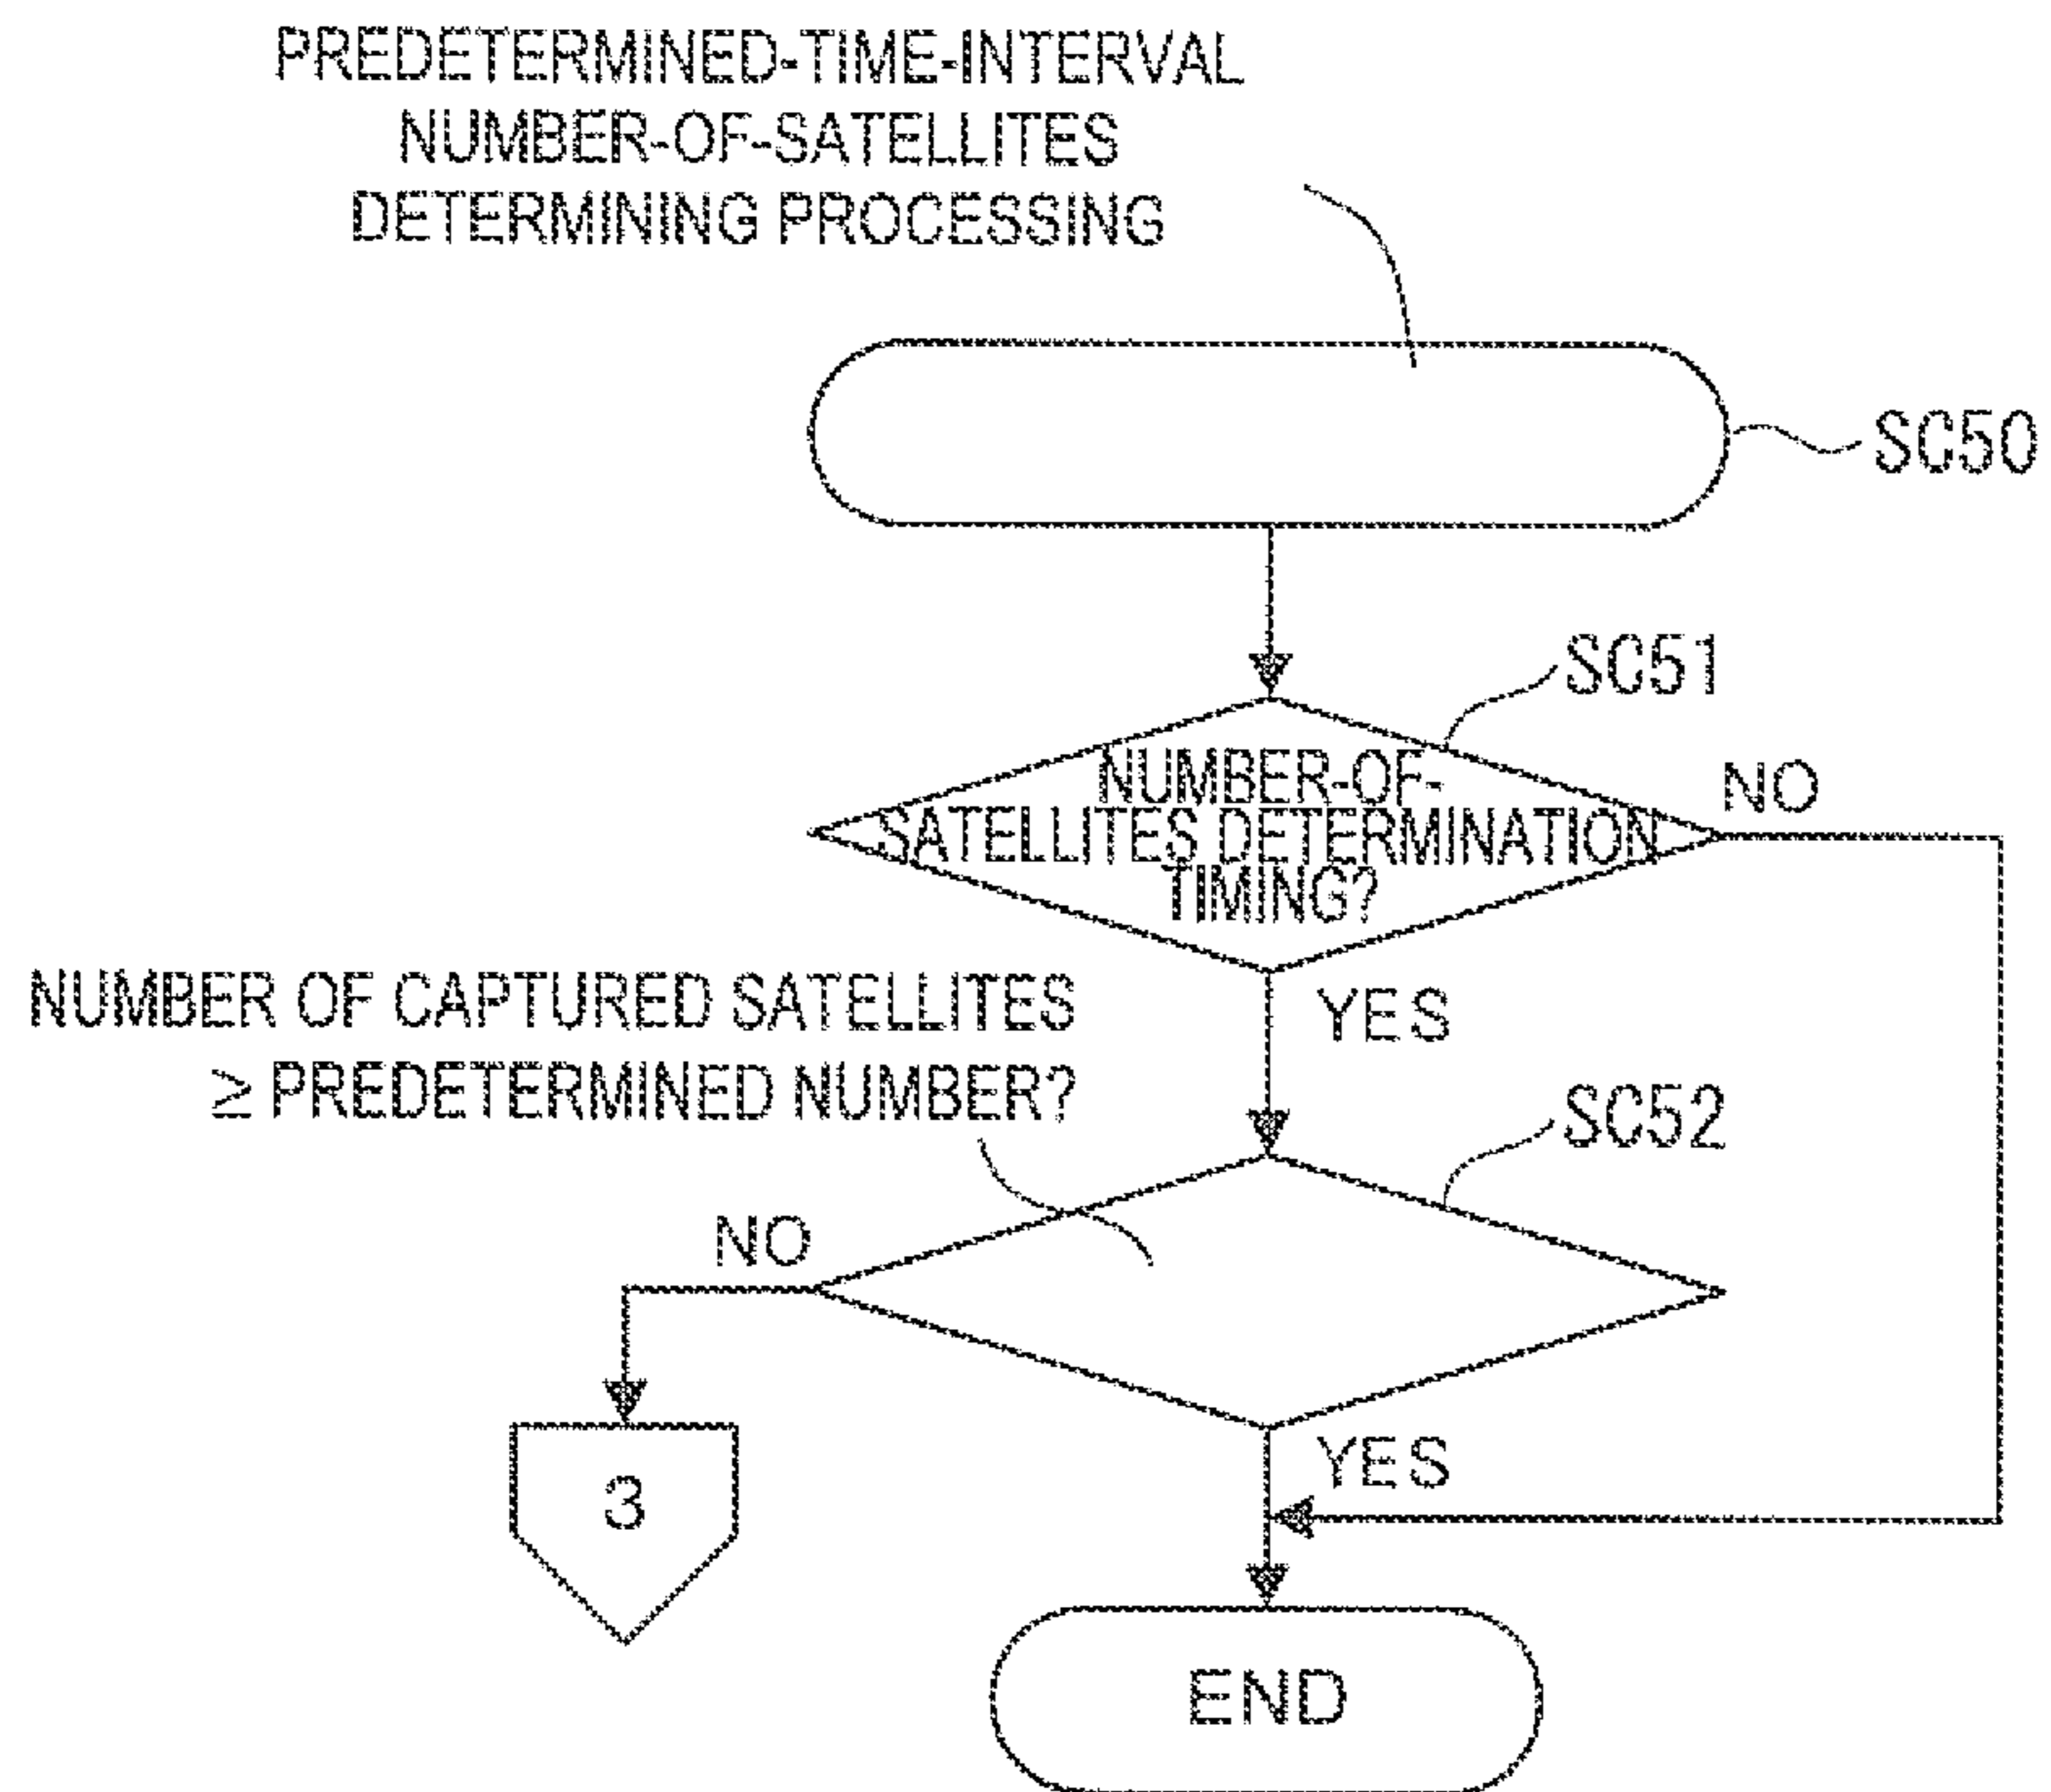 PREDETERMINED-TIME-INTERVAL
NUMBER-OF-SATELLITES
DETERMINING PROCESSING
SC50
SC51
NUMBER-OF-
SATELLITES DETERMINATION
TIMING?
NO
YES
NUMBER OF CAPTURED SATELLITES
≥ PREDETERMINED NUMBER?
SC52
NO
YES
3
END